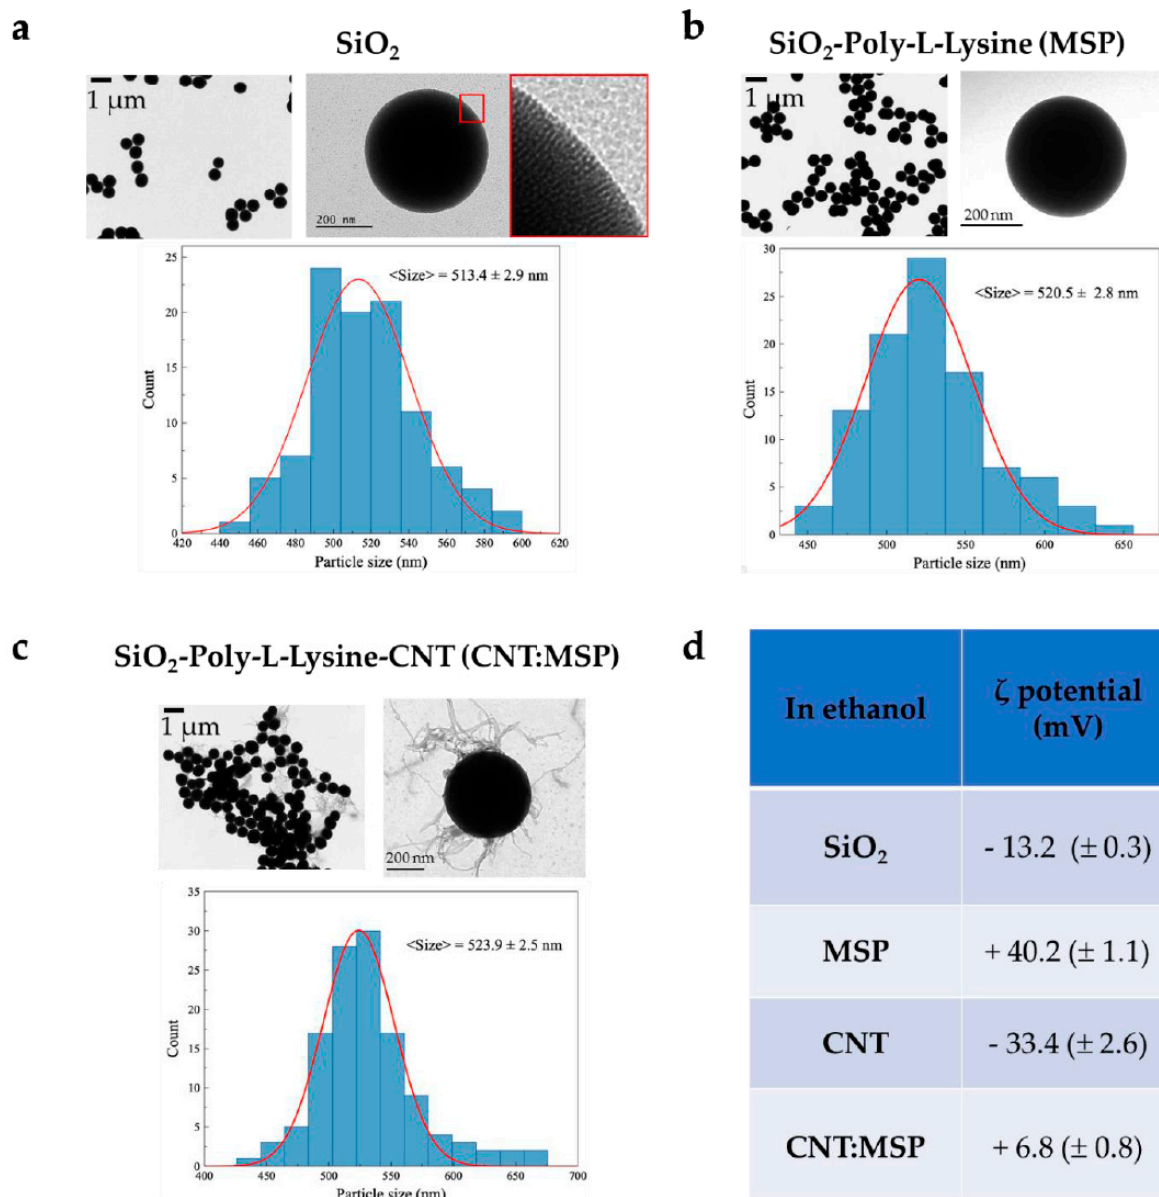 a
SiO₂
1 μm
200 nm
<Size> = 513.4 ± 2.9 nm
Count
25
20
15
10
5
0
420 440 460 480 500 520 540 560 580 600 620
Particle size (nm)
b
SiO₂-Poly-L-Lysine (MSP)
1 μm
200 nm
<Size> = 520.5 ± 2.8 nm
Count
30
25
20
15
10
5
0
450 500 550 600 650
Particle size (nm)
c
SiO₂-Poly-L-Lysine-CNT (CNT:MSP)
1 μm
200 nm
<Size> = 523.9 ± 2.5 nm
Count
35
30
25
20
15
10
5
0
400 450 500 550 600 650 700
Particle size (nm)
d
In ethanol ζ potential (mV)
SiO₂ - 13.2 (± 0.3)
MSP + 40.2 (± 1.1)
CNT - 33.4 (± 2.6)
CNT:MSP + 6.8 (± 0.8)